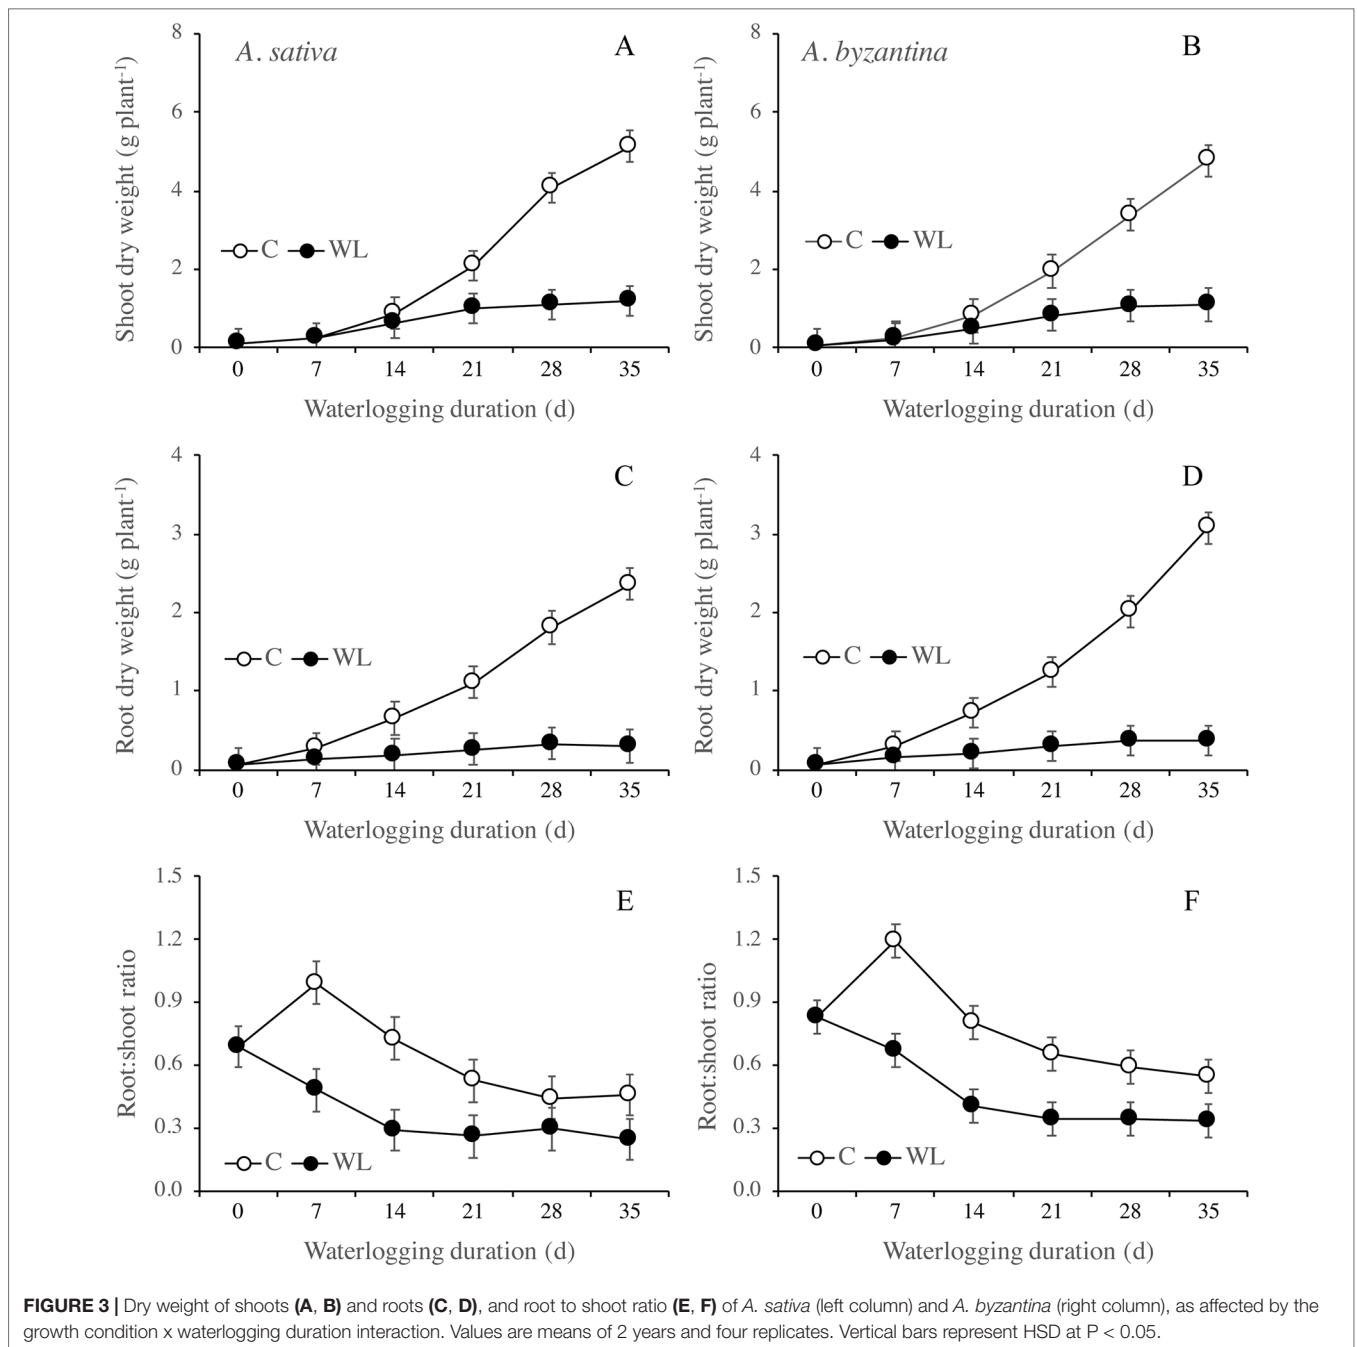 A. sativa
A
8
6
4
2
0
Shoot dry weight (g plant⁻¹)
C WL
0 7 14 21 28 35
Waterlogging duration (d)
A. byzantina
B
8
6
4
2
0
Shoot dry weight (g plant⁻¹)
C WL
0 7 14 21 28 35
Waterlogging duration (d)
C
4
3
2
1
0
Root dry weight (g plant⁻¹)
C WL
0 7 14 21 28 35
Waterlogging duration (d)
D
4
3
2
1
0
Root dry weight (g plant⁻¹)
C WL
0 7 14 21 28 35
Waterlogging duration (d)
E
1.5
1.2
0.9
0.6
0.3
0.0
Root:shoot ratio
C WL
0 7 14 21 28 35
Waterlogging duration (d)
F
1.5
1.2
0.9
0.6
0.3
0.0
Root:shoot ratio
C WL
0 7 14 21 28 35
Waterlogging duration (d)
FIGURE 3 | Dry weight of shoots (A, B) and roots (C, D), and root to shoot ratio (E, F) of A. sativa (left column) and A. byzantina (right column), as affected by the
growth condition x waterlogging duration interaction. Values are means of 2 years and four replicates. Vertical bars represent HSD at P < 0.05.